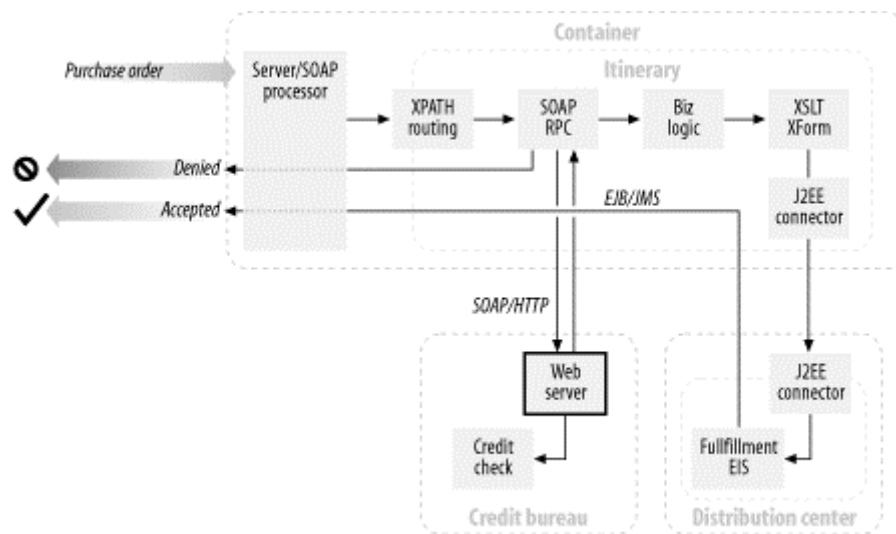 Container
Purchase order
Server/SOAP
processor
Itinerary
XPATH
routing
SOAP
RPC
Biz
logic
XSLT
XForm
Denied
Accepted
EJB/JMS
J2EE
connector
SOAP/HTTP
Web
server
J2EE
connector
Credit
check
Fullfillment
EIS
Credit bureau
Distribution center